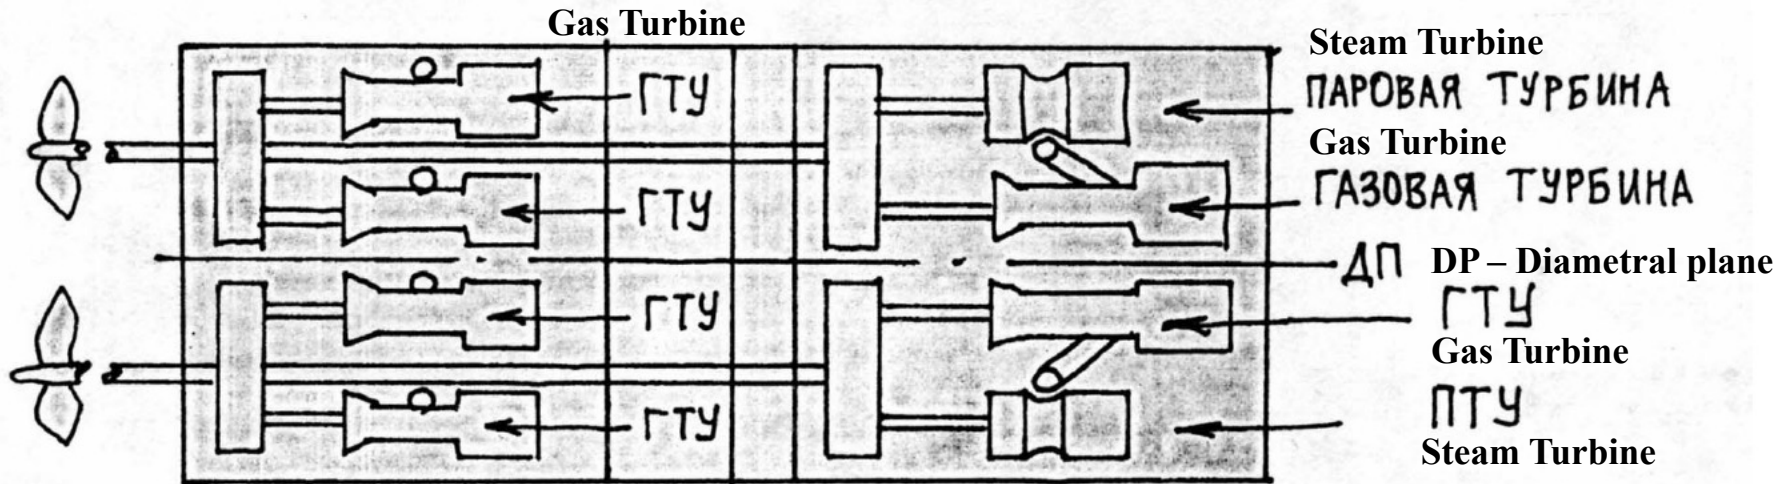 Gas Turbine
Steam Turbine
ПАРОВАЯ ТУРБИНА
ГТУ
Gas Turbine
ГАЗОВАЯ ТУРБИНА
ГТУ
ДП DP – Diametral plane
ГТУ
ГТУ
Gas Turbine
ПТУ
ГТУ
Steam Turbine